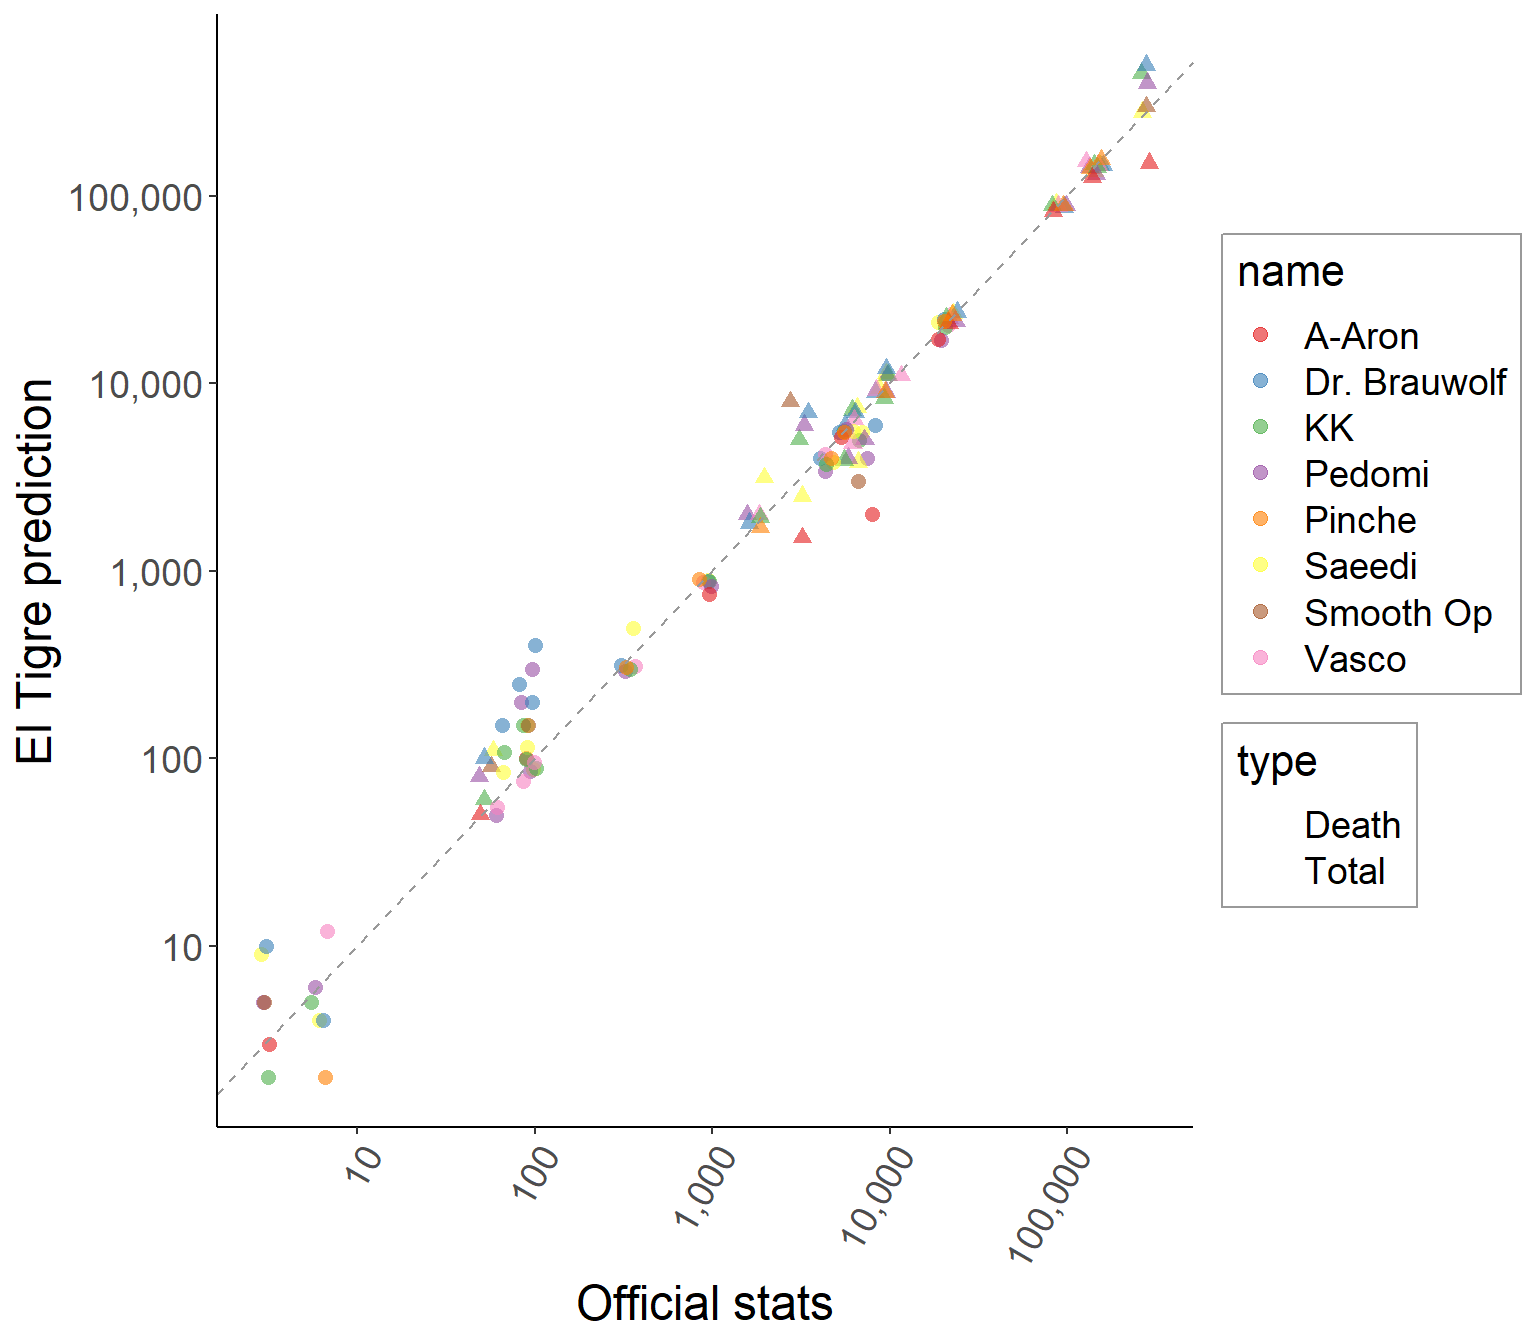 El Tigre prediction
100,000
10,000
1,000
100
10
10
100
1,000
10,000
100,000
Official stats
name
A-Aron
Dr. Brauwolf
KK
Pedomi
Pinche
Saeedi
Smooth Op
Vasco
type
Death
Total